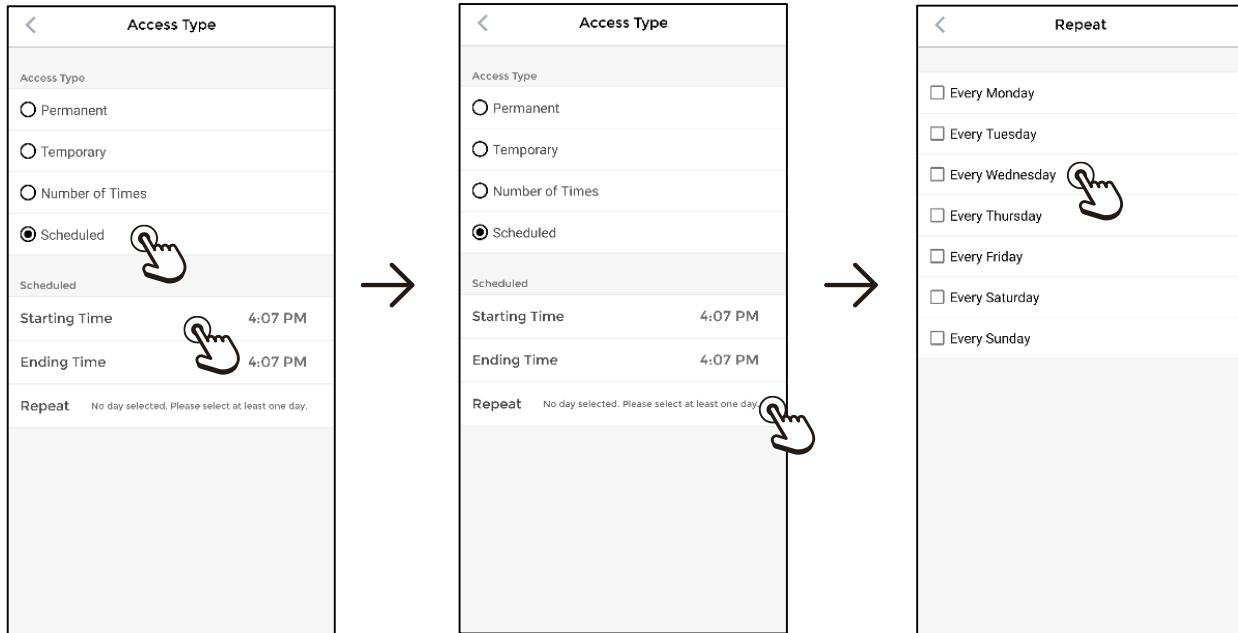 Access Type
Access Type
Permanent
Temporary
Number of Times
Scheduled
Scheduled
Starting Time 4:07 PM
Ending Time 4:07 PM
Repeat No day selected. Please select at least one day.
Access Type
Access Type
Permanent
Temporary
Number of Times
Scheduled
Scheduled
Starting Time 4:07 PM
Ending Time 4:07 PM
Repeat No day selected. Please select at least one day.
Repeat
Every Monday
Every Tuesday
Every Wednesday
Every Thursday
Every Friday
Every Saturday
Every Sunday